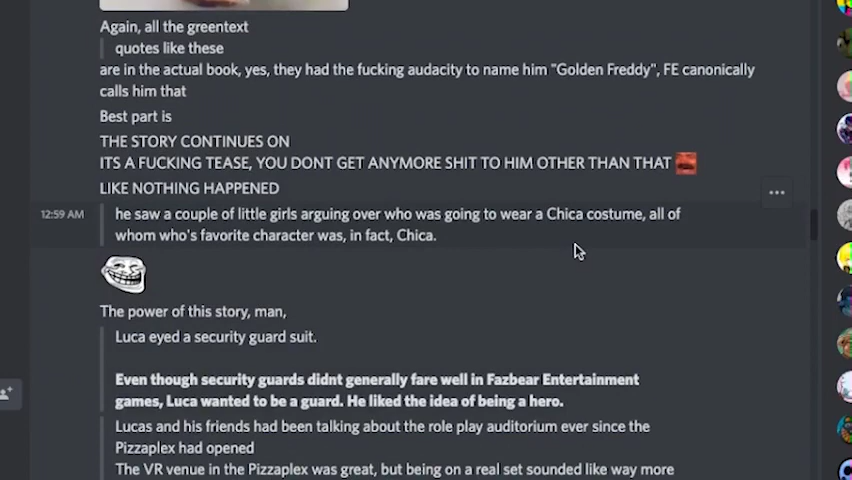 Again, all the greentext
quotes like these
are in the actual book, yes, they had the fucking audacity to name him "Golden Freddy", FE canonically
calls him that
Best part is
THE STORY CONTINUES ON
ITS A FUCKING TEASE, YOU DONT GET ANYMORE SHIT TO HIM OTHER THAN THAT
LIKE NOTHING HAPPENED
12:59 AM
he saw a couple of little girls arguing over who was going to wear a Chica costume, all of
whom who's favorite character was, in fact, Chica.
The power of this story, man,
Luca eyed a security guard suit.
Even though security guards didnt generally fare well in Fazbear Entertainment
games, Luca wanted to be a guard. He liked the idea of being a hero.
Lucas and his friends had been talking about the role play auditorium ever since the
Pizzaplex had opened
The VR venue in the Pizzaplex was great, but being on a real set sounded like way more